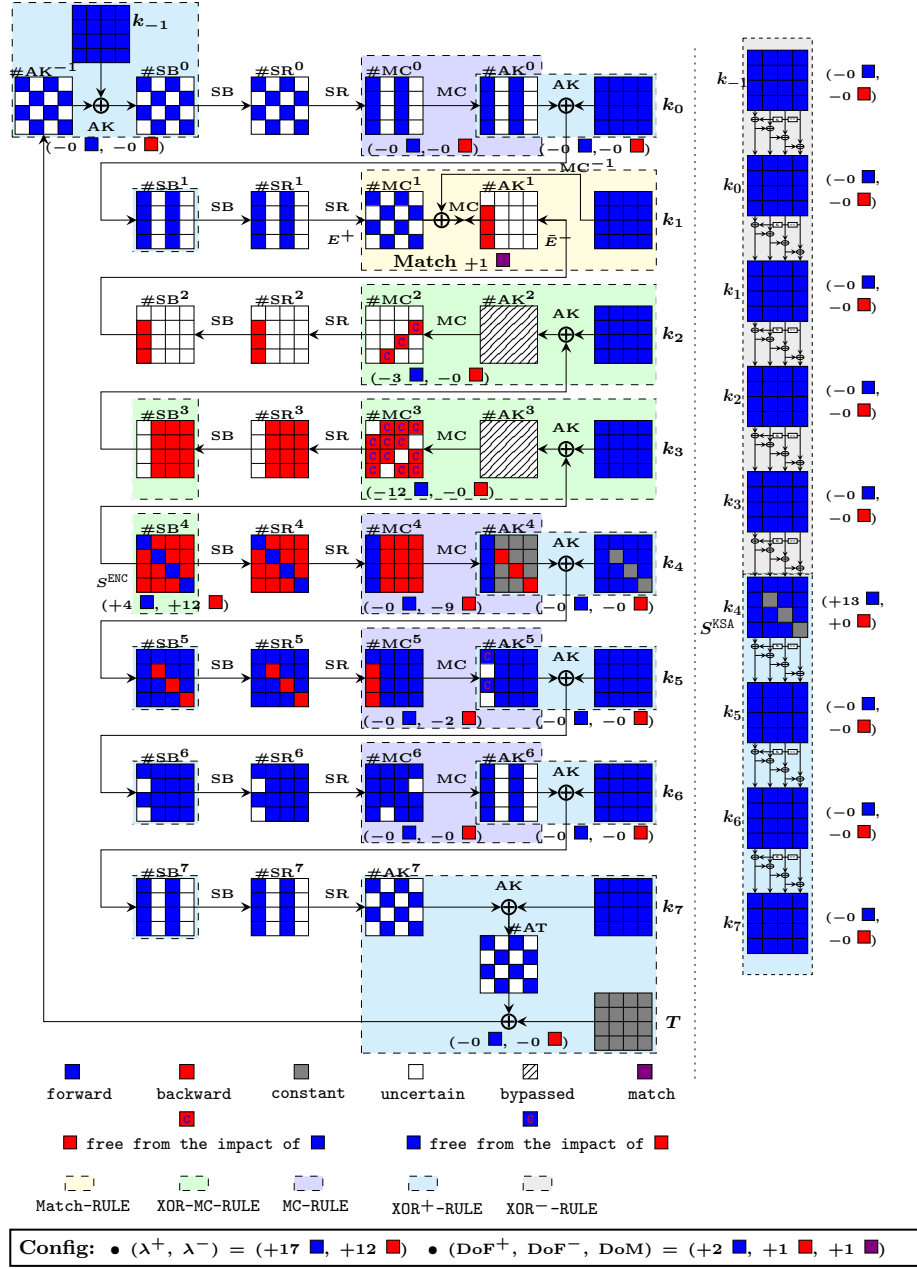 k₋₁
#AK⁻¹ #SB⁰ #SR⁰ #MC⁰ #AK⁰
SB SR MC AK k₀
AK
(−0 , −0 ) (−0 , −0 ) (−0 , −0 )
MC⁻¹
#SB¹ #SR¹ #MC¹ #AK¹
SB SR MC k₁
E⁺ Ē⁻
Match +1
#SB² #SR² #MC² #AK²
SB SR MC AK k₂
C
C
C
(−3 , −0 )
#SB³ #SR³ #MC³ #AK³
SB SR MC AK k₃
C C C
C C C
C C C
C C C
(−12 , −0 )
#SB⁴ #SR⁴ #MC⁴ #AK⁴
SB SR MC AK k₄
S^ENC
(+4 , +12 ) (−0 , −9 ) (−0 , −0 )
#SB⁵ #SR⁵ #MC⁵ #AK⁵
SB SR MC AK k₅
C
C
(−0 , −2 ) (−0 , −0 )
#SB⁶ #SR⁶ #MC⁶ #AK⁶
SB SR MC AK k₆
(−0 , −0 ) (−0 , −0 )
#SB⁷ #SR⁷ #AK⁷
SB SR AK k₇
#AT
T
(−0 , −0 )
k₋₁ (−0 ,
−0 )
k₀ (−0 ,
−0 )
k₁ (−0 ,
−0 )
k₂ (−0 ,
−0 )
k₃ (−0 ,
−0 )
k₄ (+13 ,
S^KSA +0 )
k₅ (−0 ,
−0 )
k₆ (−0 ,
−0 )
k₇ (−0 ,
−0 )
forward backward constant uncertain bypassed match
C C
free from the impact of free from the impact of
Match-RULE XOR-MC-RULE MC-RULE XOR⁺-RULE XOR⁻-RULE
Config: • (λ⁺, λ⁻) = (+17 , +12 ) • (DoF⁺, DoF⁻, DoM) = (+2 , +1 , +1 )